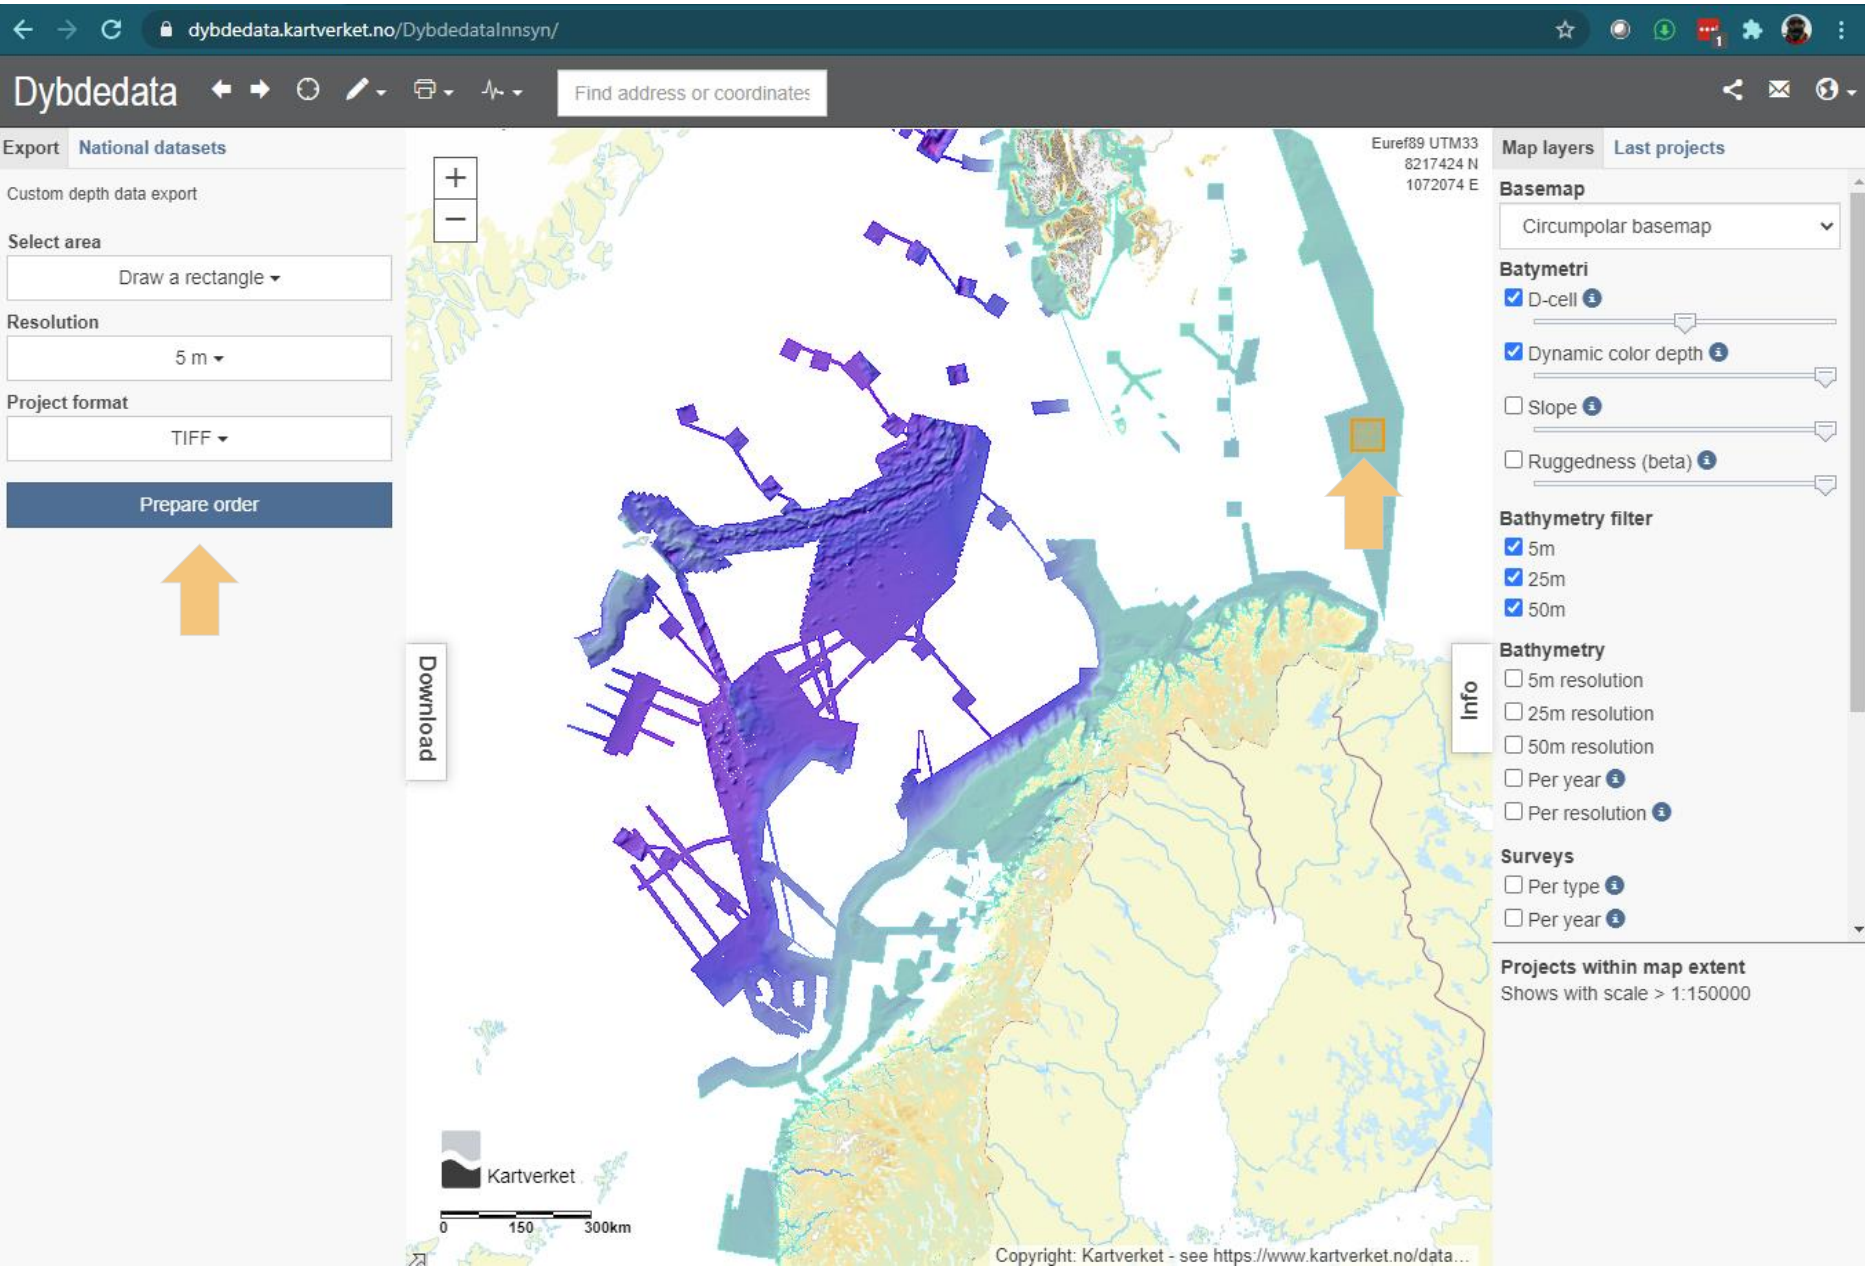 dybdedata.kartverket.no/DybdedataInnsyn/
1
Dybdedata
Find address or coordinates
Export National datasets
Custom depth data export
Select area
Draw a rectangle
Resolution
5 m
Project format
TIFF
Prepare order
+
−
Download
Euref89 UTM33
8217424 N
1072074 E
Info
Kartverket
0 150 300km
Copyright: Kartverket - see https://www.kartverket.no/data...
Map layers Last projects
Basemap
Circumpolar basemap
Batymetri
D-cell
Dynamic color depth
Slope
Ruggedness (beta)
Bathymetry filter
5m
25m
50m
Bathymetry
5m resolution
25m resolution
50m resolution
Per year
Per resolution
Surveys
Per type
Per year
Projects within map extent
Shows with scale > 1:150000